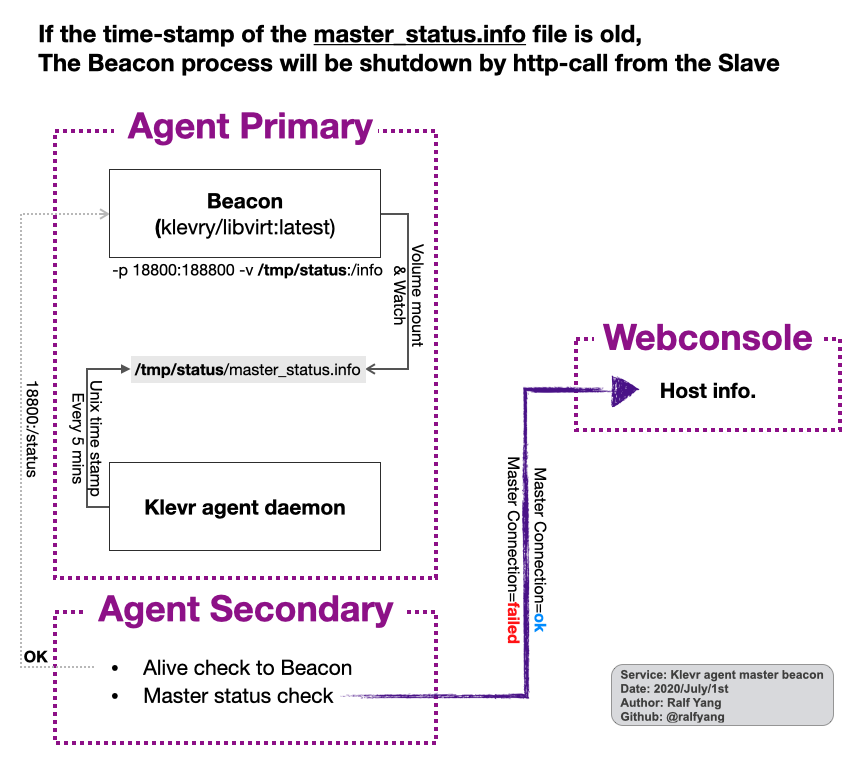 If the time-stamp of the master_status.info file is old,
The Beacon process will be shutdown by http-call from the Slave
Agent Primary
Beacon
(klevry/libvirt:latest)
-p 18800:188800 -v /tmp/status:/info
Volume mount
& Watch
/tmp/status/master_status.info
Unix time stamp
Every 5 mins
Klevr agent daemon
18800:/status
OK
Agent Secondary
• Alive check to Beacon
• Master status check
Master Connection=ok
Master Connection=failed
Webconsole
Host info.
Service: Klevr agent master beacon
Date: 2020/July/1st
Author: Ralf Yang
Github: @ralfyang